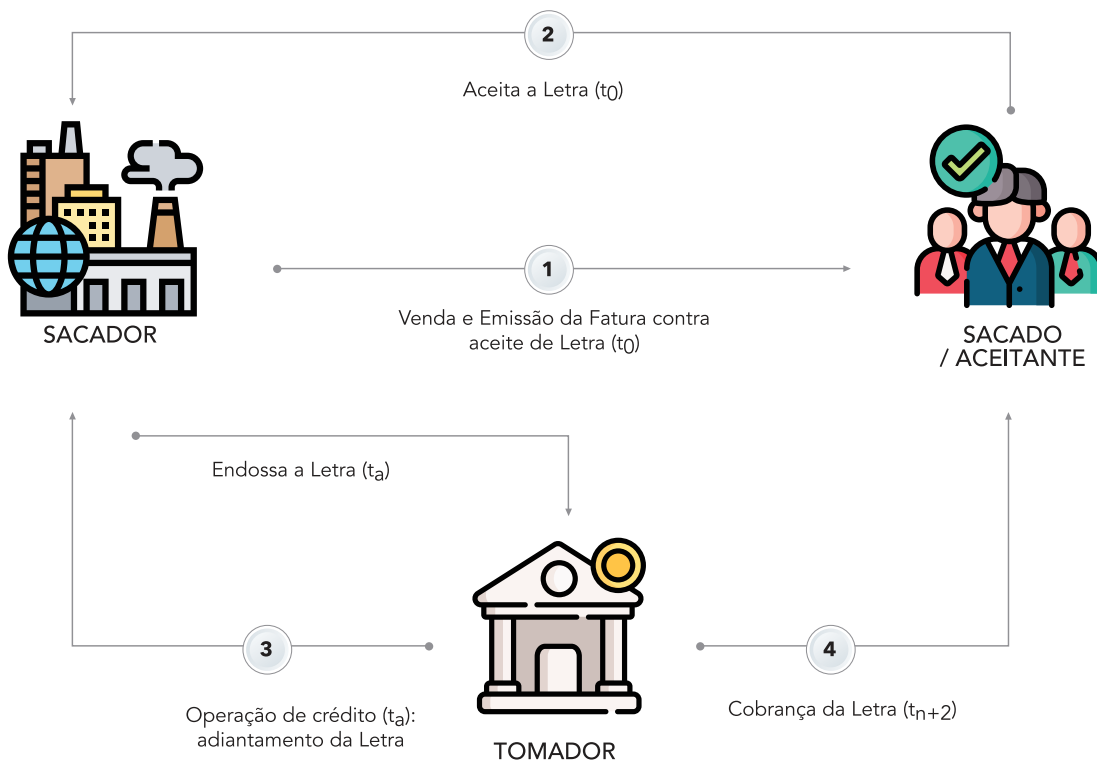 2
Aceita a Letra (t0)
1
Venda e Emissão da Fatura contra
aceite de Letra (t0)
SACADOR
SACADO
/ ACEITANTE
Endossa a Letra (ta)
3
Operação de crédito (ta):
adiantamento da Letra
4
Cobrança da Letra (tn+2)
TOMADOR